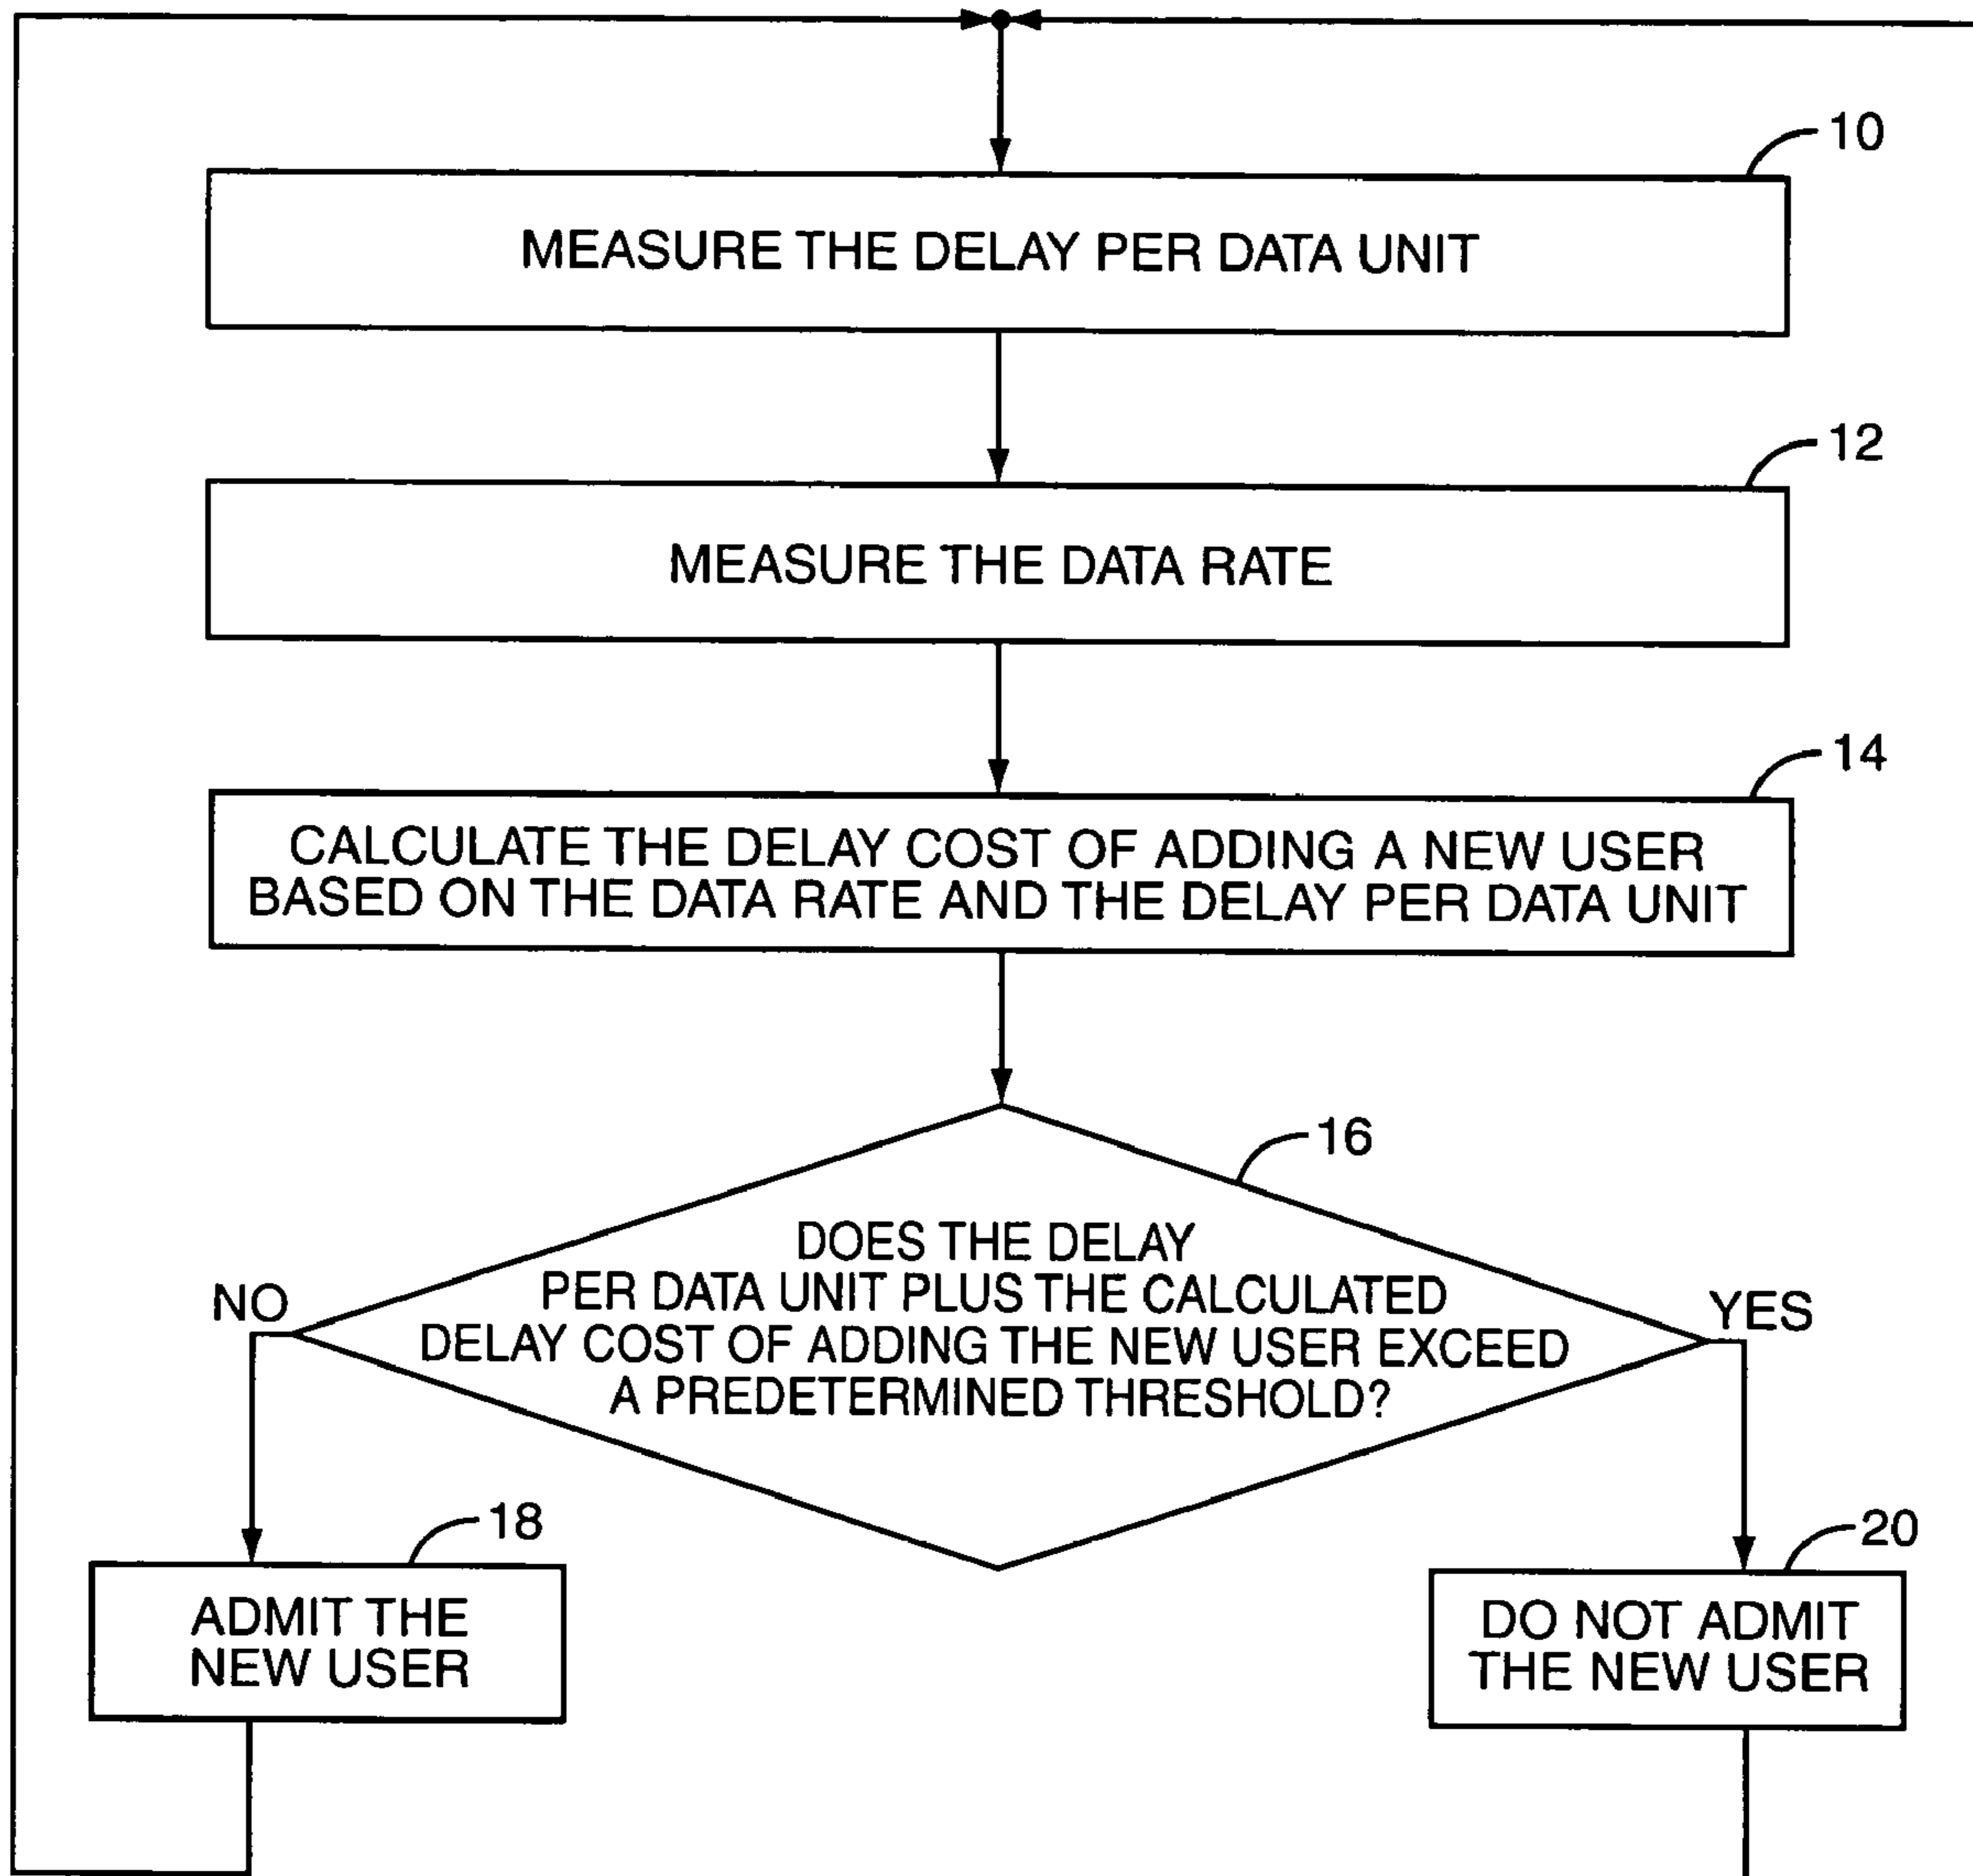 10
MEASURE THE DELAY PER DATA UNIT
12
MEASURE THE DATA RATE
14
CALCULATE THE DELAY COST OF ADDING A NEW USER
BASED ON THE DATA RATE AND THE DELAY PER DATA UNIT
16
DOES THE DELAY
PER DATA UNIT PLUS THE CALCULATED
DELAY COST OF ADDING THE NEW USER EXCEED
A PREDETERMINED THRESHOLD?
NO
YES
18
ADMIT THE
NEW USER
20
DO NOT ADMIT
THE NEW USER